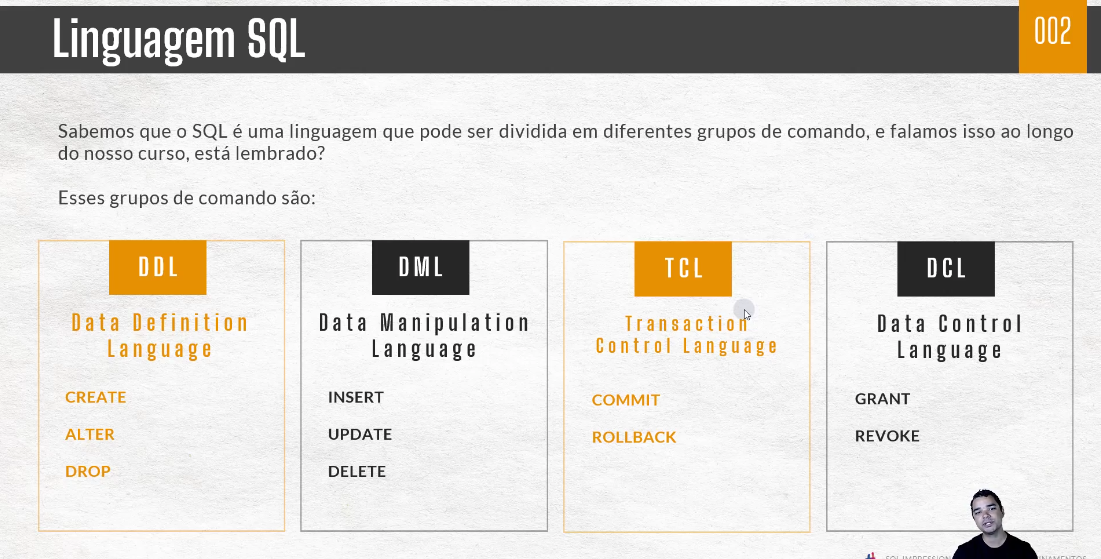 Linguagem SQL
002
Sabemos que o SQL é uma linguagem que pode ser dividida em diferentes grupos de comando, e falamos isso ao longo
do nosso curso, está lembrado?
Esses grupos de comando são:
DDL
Data Definition
Language
CREATE
ALTER
DROP
DML
Data Manipulation
Language
INSERT
UPDATE
DELETE
TCL
Transaction
Control Language
COMMIT
ROLLBACK
DCL
Data Control
Language
GRANT
REVOKE